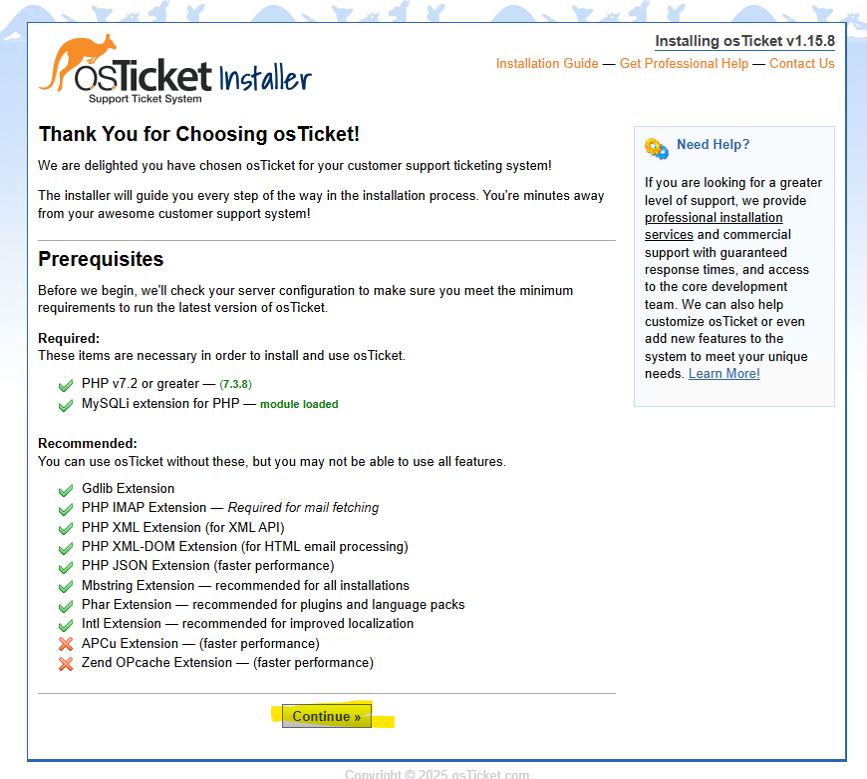 Installing osTicket v1.15.8
Installation Guide — Get Professional Help — Contact Us
osTicket Installer
Support Ticket System
Thank You for Choosing osTicket!
We are delighted you have chosen osTicket for your customer support ticketing system!
The installer will guide you every step of the way in the installation process. You're minutes away
from your awesome customer support system!
Prerequisites
Before we begin, we'll check your server configuration to make sure you meet the minimum
requirements to run the latest version of osTicket.
Required:
These items are necessary in order to install and use osTicket.
PHP v7.2 or greater — (7.3.8)
MySQLi extension for PHP — module loaded
Recommended:
You can use osTicket without these, but you may not be able to use all features.
Gdlib Extension
PHP IMAP Extension — Required for mail fetching
PHP XML Extension (for XML API)
PHP XML-DOM Extension (for HTML email processing)
PHP JSON Extension (faster performance)
Mbstring Extension — recommended for all installations
Phar Extension — recommended for plugins and language packs
Intl Extension — recommended for improved localization
APCu Extension — (faster performance)
Zend OPcache Extension — (faster performance)
Continue »
Need Help?
If you are looking for a greater
level of support, we provide
professional installation
services and commercial
support with guaranteed
response times, and access
to the core development
team. We can also help
customize osTicket or even
add new features to the
system to meet your unique
needs. Learn More!
Copyright © 2025 osTicket.com